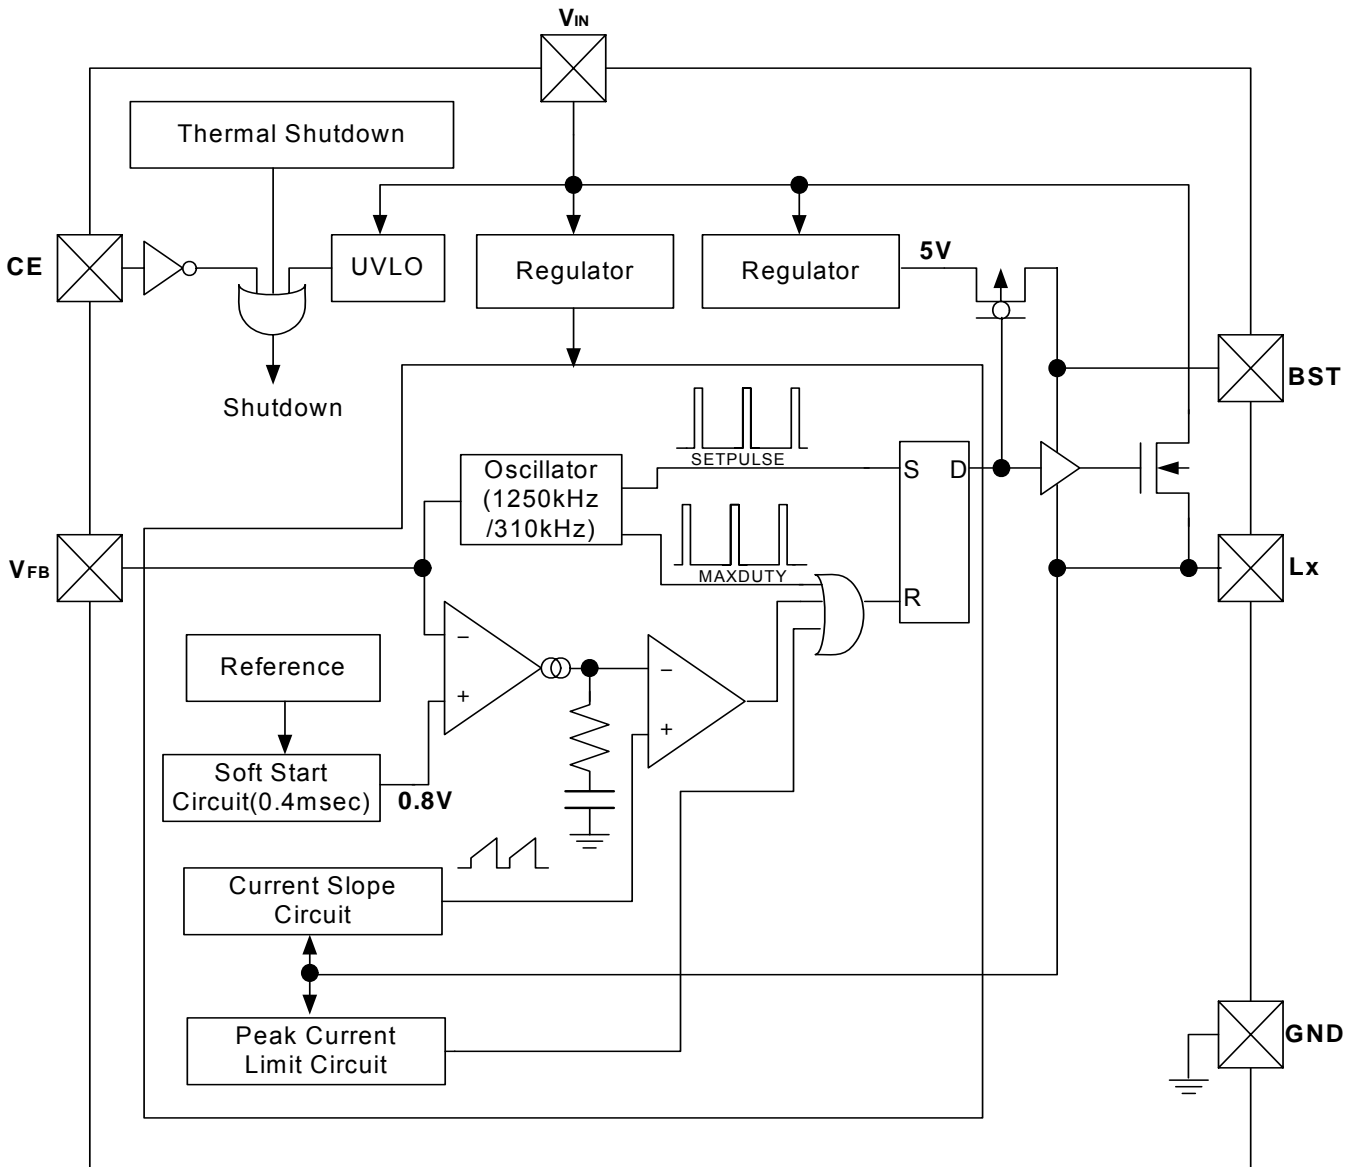 VIN
Thermal Shutdown
CE
UVLO
Regulator
Regulator
5V
Shutdown
BST
SETPULSE
Oscillator
(1250kHz
/310kHz)
S
D
MAXDUTY
R
VFB
Lx
Reference
−
+
−
+
Soft Start
Circuit(0.4msec)
0.8V
Current Slope
Circuit
Peak Current
Limit Circuit
GND